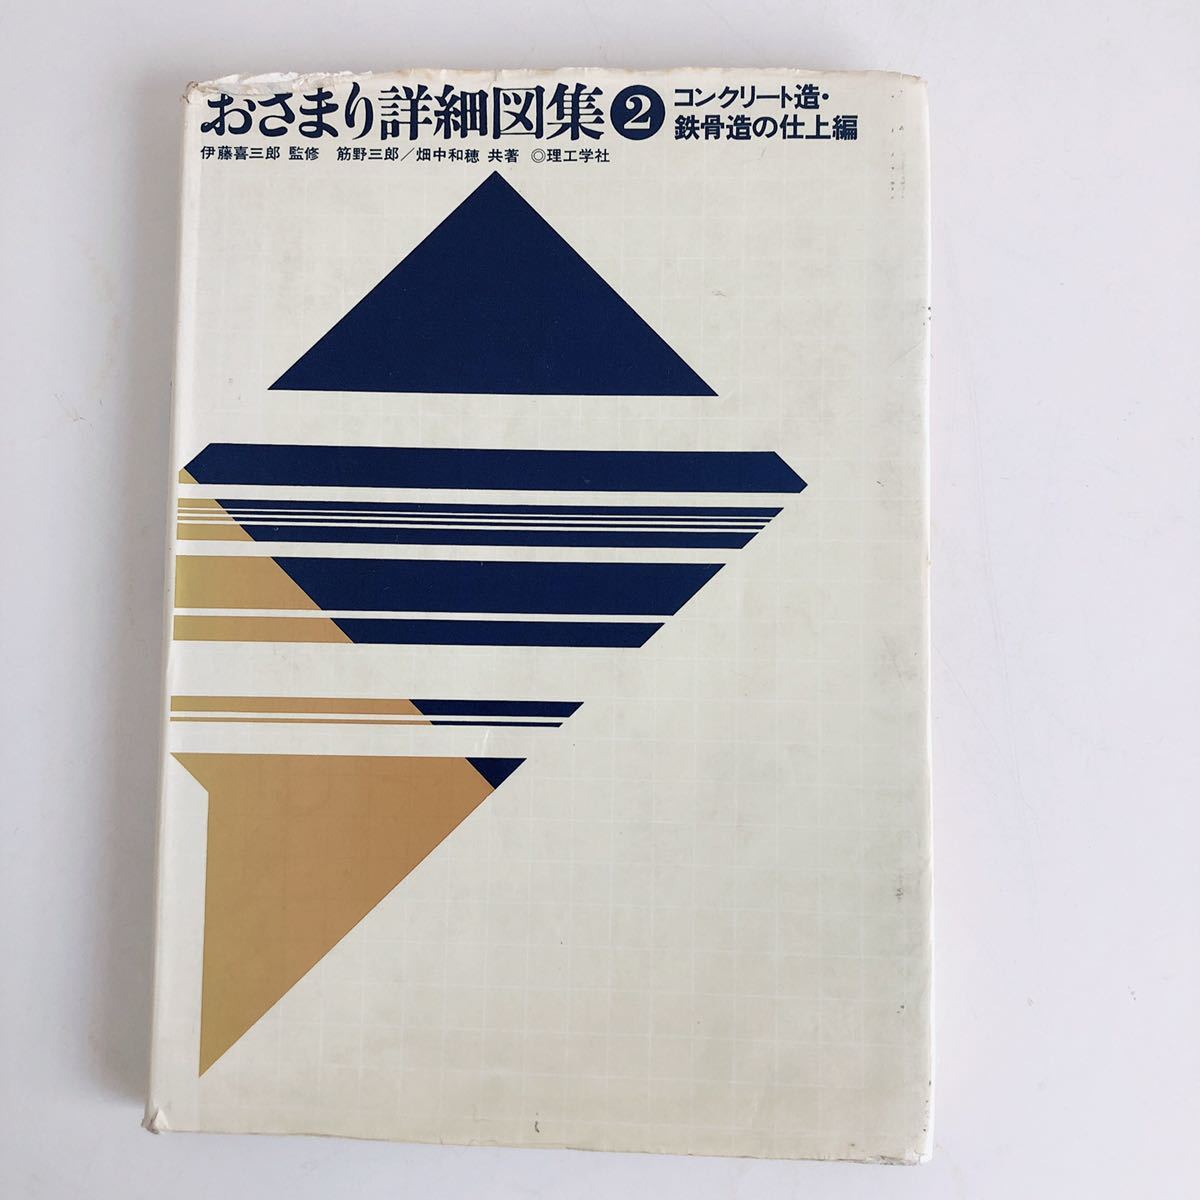 おさまり詳細図集❷コンクリート造・
鉄骨造の仕上編
伊藤喜三郎 監修 筋野三郎／畑中和穂 共著 ◎理工学社